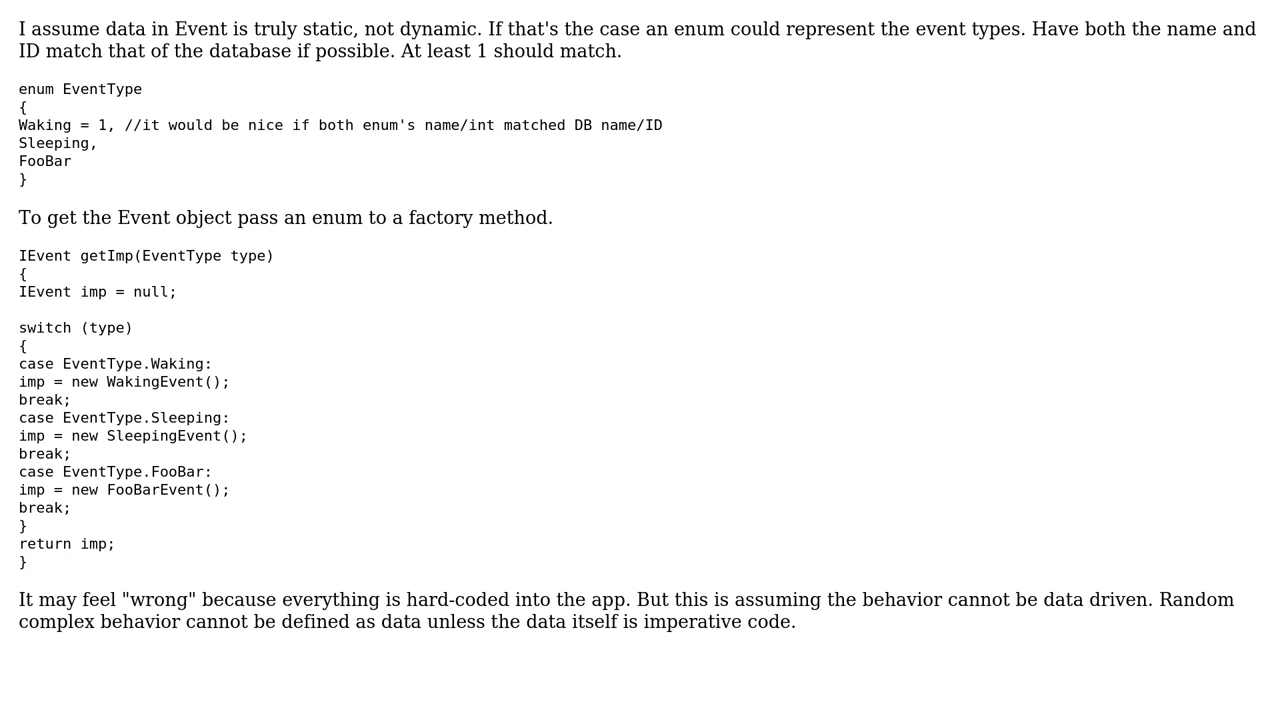 I assume data in Event is truly static, not dynamic. If that's the case an enum could represent the event types. Have both the name and
ID match that of the database if possible. At least 1 should match.
enum EventType
{
Waking = 1, //it would be nice if both enum's name/int matched DB name/ID
Sleeping,
FooBar
}
To get the Event object pass an enum to a factory method.
IEvent getImp(EventType type)
{
IEvent imp = null;
switch (type)
{
case EventType.Waking:
imp = new WakingEvent();
break;
case EventType.Sleeping:
imp = new SleepingEvent();
break;
case EventType.FooBar:
imp = new FooBarEvent();
break;
}
return imp;
}
It may feel "wrong" because everything is hard-coded into the app. But this is assuming the behavior cannot be data driven. Random
complex behavior cannot be defined as data unless the data itself is imperative code.